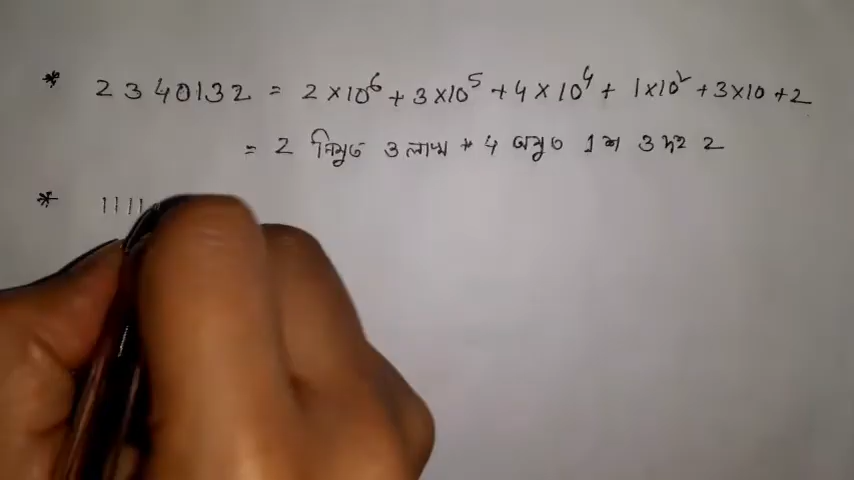 * 2340132 = 2×10⁶ + 3×10⁵ + 4×10⁴ + 1×10² + 3×10 + 2
= 2 নিযুত 3 লাখ * 4 অযুত 1 শ 3 দহ 2
* 1111